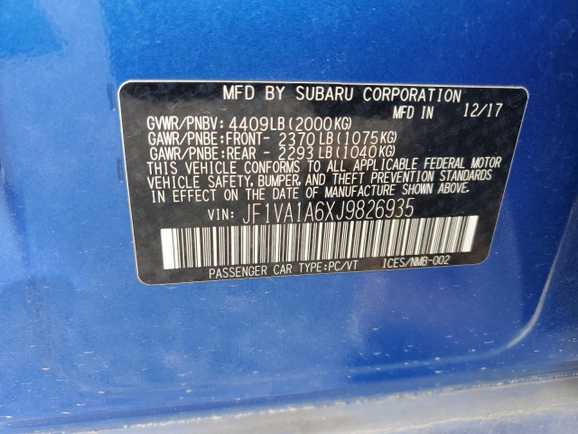 MFD BY SUBARU CORPORATION
MFD IN 12/17
GVWR/PNBV: 4409LB(2000KG)
GAWR/PNBE:FRONT- 2370LB(1075KG)
GAWR/PNBE:REAR - 2293LB(1040KG)
THIS VEHICLE CONFORMS TO ALL APPLICABLE FEDERAL MOTOR
VEHICLE SAFETY, BUMPER, AND THEFT PREVENTION STANDARDS
IN EFFECT ON THE DATE OF MANUFACTURE SHOWN ABOVE.
VIN: JF1VA1A6XJ9826935
PASSENGER CAR TYPE:PC/VT ICES/NMB-002